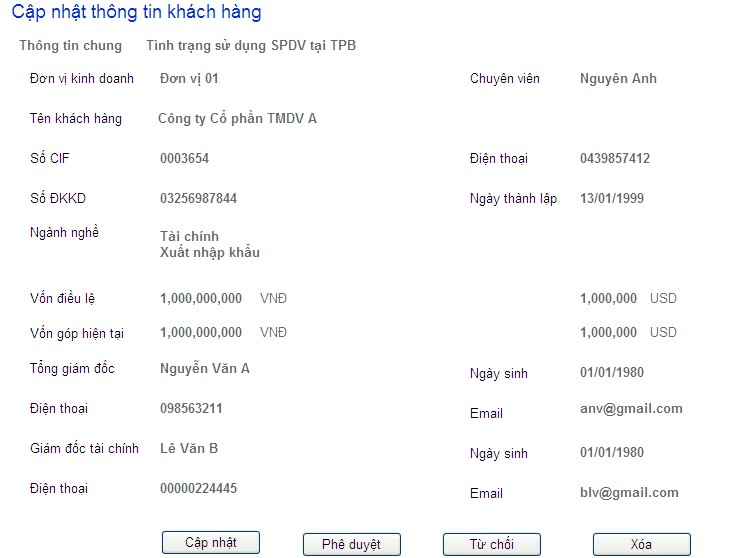 Cập nhật thông tin khách hàng
Thông tin chung Tình trạng sử dụng SPDV tại TPB
Đơn vị kinh doanh Đơn vị 01 Chuyên viên Nguyên Anh
Tên khách hàng Công ty Cổ phần TMDV A
Số CIF 0003654 Điện thoại 0439857412
Số ĐKKD 03256987844 Ngày thành lập 13/01/1999
Ngành nghề Tài chính
Xuất nhập khẩu
Vốn điều lệ 1,000,000,000 VNĐ 1,000,000 USD
Vốn góp hiện tại 1,000,000,000 VNĐ 1,000,000 USD
Tổng giám đốc Nguyễn Văn A Ngày sinh 01/01/1980
Điện thoại 098563211 Email anv@gmail.com
Giám đốc tài chính Lê Văn B Ngày sinh 01/01/1980
Điện thoại 00000224445 Email blv@gmail.com
Cập nhật Phê duyệt Từ chối Xóa